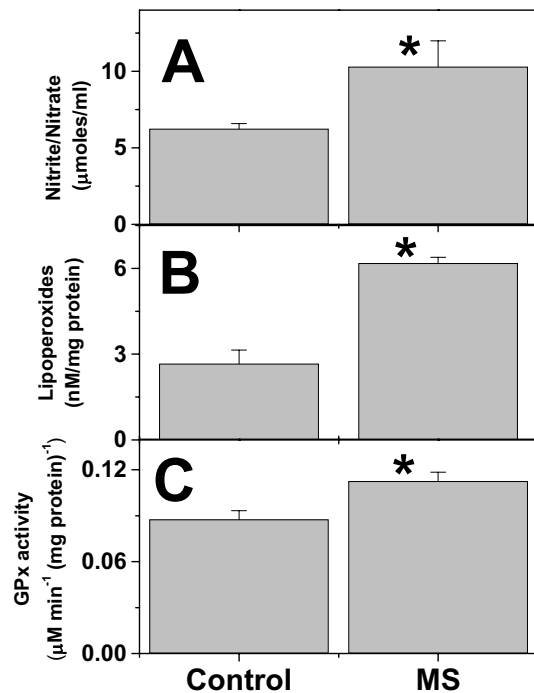 A
*
Nitrite/Nitrate
(μmoles/ml)
10
5
0
B
*
Lipoperoxides
(nM/mg protein)
6
3
0
C
*
GPx activity
(μM min⁻¹ (mg protein)⁻¹
0.12
0.06
0.00
Control MS